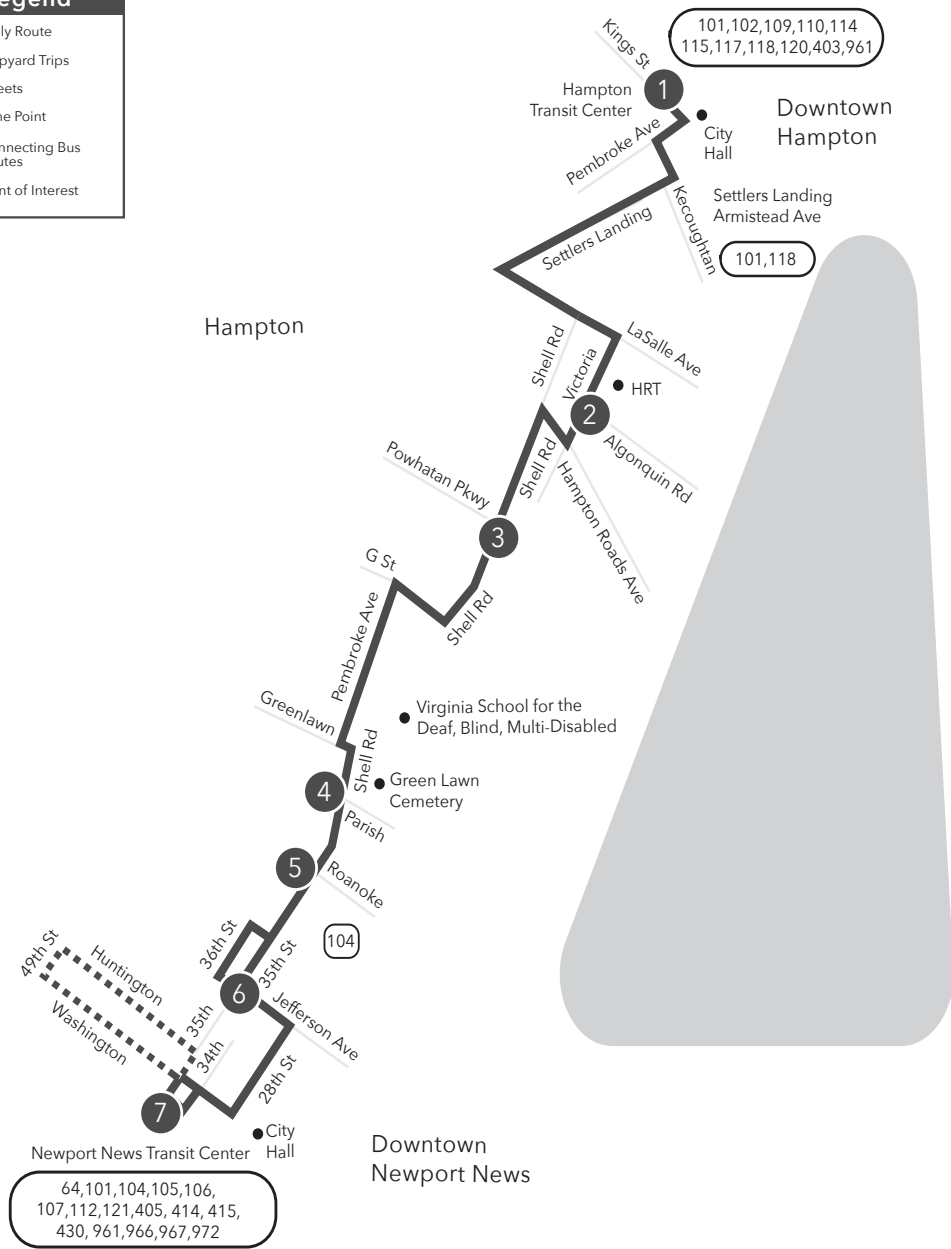 egend
ly Route
pyard Trips
eets
ne Point
nnecting Bus
utes
nt of Interest
Kings St
101,102,109,110,114
115,117,118,120,403,961
1
Hampton
Transit Center
City
Hall
Downtown
Hampton
Pembroke Ave
Settlers Landing
Armistead Ave
Kecoughtan
Settlers Landing
101,118
Hampton
Shell Rd
LaSalle Ave
Victoria
HRT
2
Algonquin Rd
Shell Rd
Hampton Roads Ave
Powhatan Pkwy
3
G St
Shell Rd
Pembroke Ave
Greenlawn
Virginia School for the
Deaf, Blind, Multi-Disabled
Shell Rd
4
Green Lawn
Cemetery
Parish
5
Roanoke
104
36th St
35th St
49th St
Huntington
Washington
6
35th
Jefferson Ave
34th
28th St
7
City
Hall
Newport News Transit Center
Downtown
Newport News
64,101,104,105,106,
107,112,121,405, 414, 415,
430, 961,966,967,972